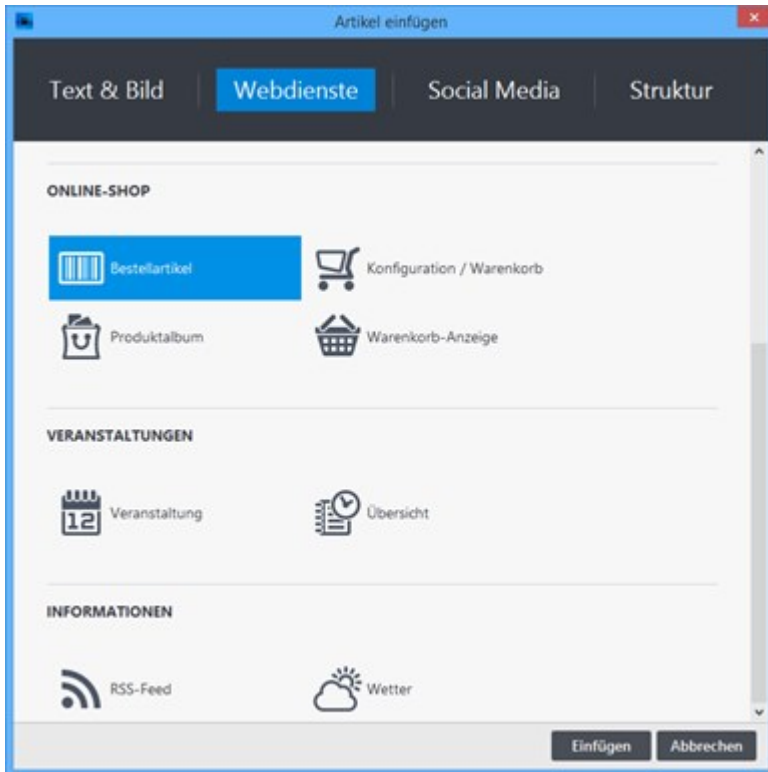 Artikel einfügen
Text & Bild Webdienste Social Media Struktur
ONLINE-SHOP
Bestellartikel Konfiguration / Warenkorb
Produktalbum Warenkorb-Anzeige
VERANSTALTUNGEN
12 Veranstaltung Übersicht
INFORMATIONEN
RSS-Feed Wetter
Einfügen Abbrechen